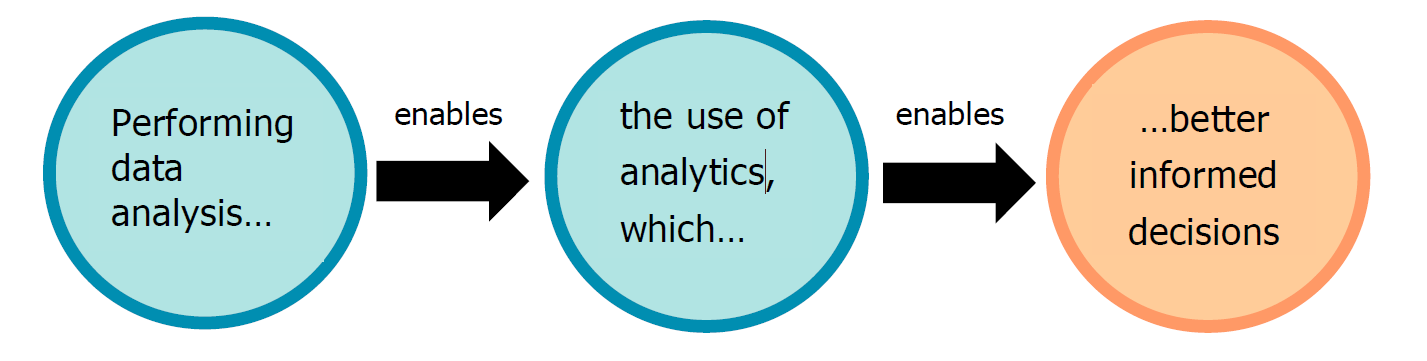 Performing
data
analysis…
enables
the use of
analytics,
which…
enables
…better
informed
decisions